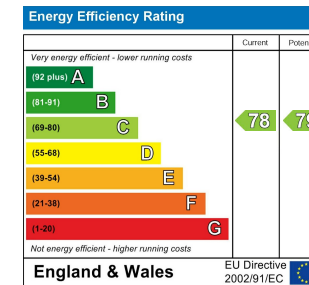 Energy Efficiency Rating
Current
Very energy efficient - lower running costs
(92 plus) A
(81-91) B
(69-80) C 78
(55-68) D
(39-54) E
(21-38) F
(1-20) G
Not energy efficient - higher running costs
England & Wales
EU Directive
2002/91/EC